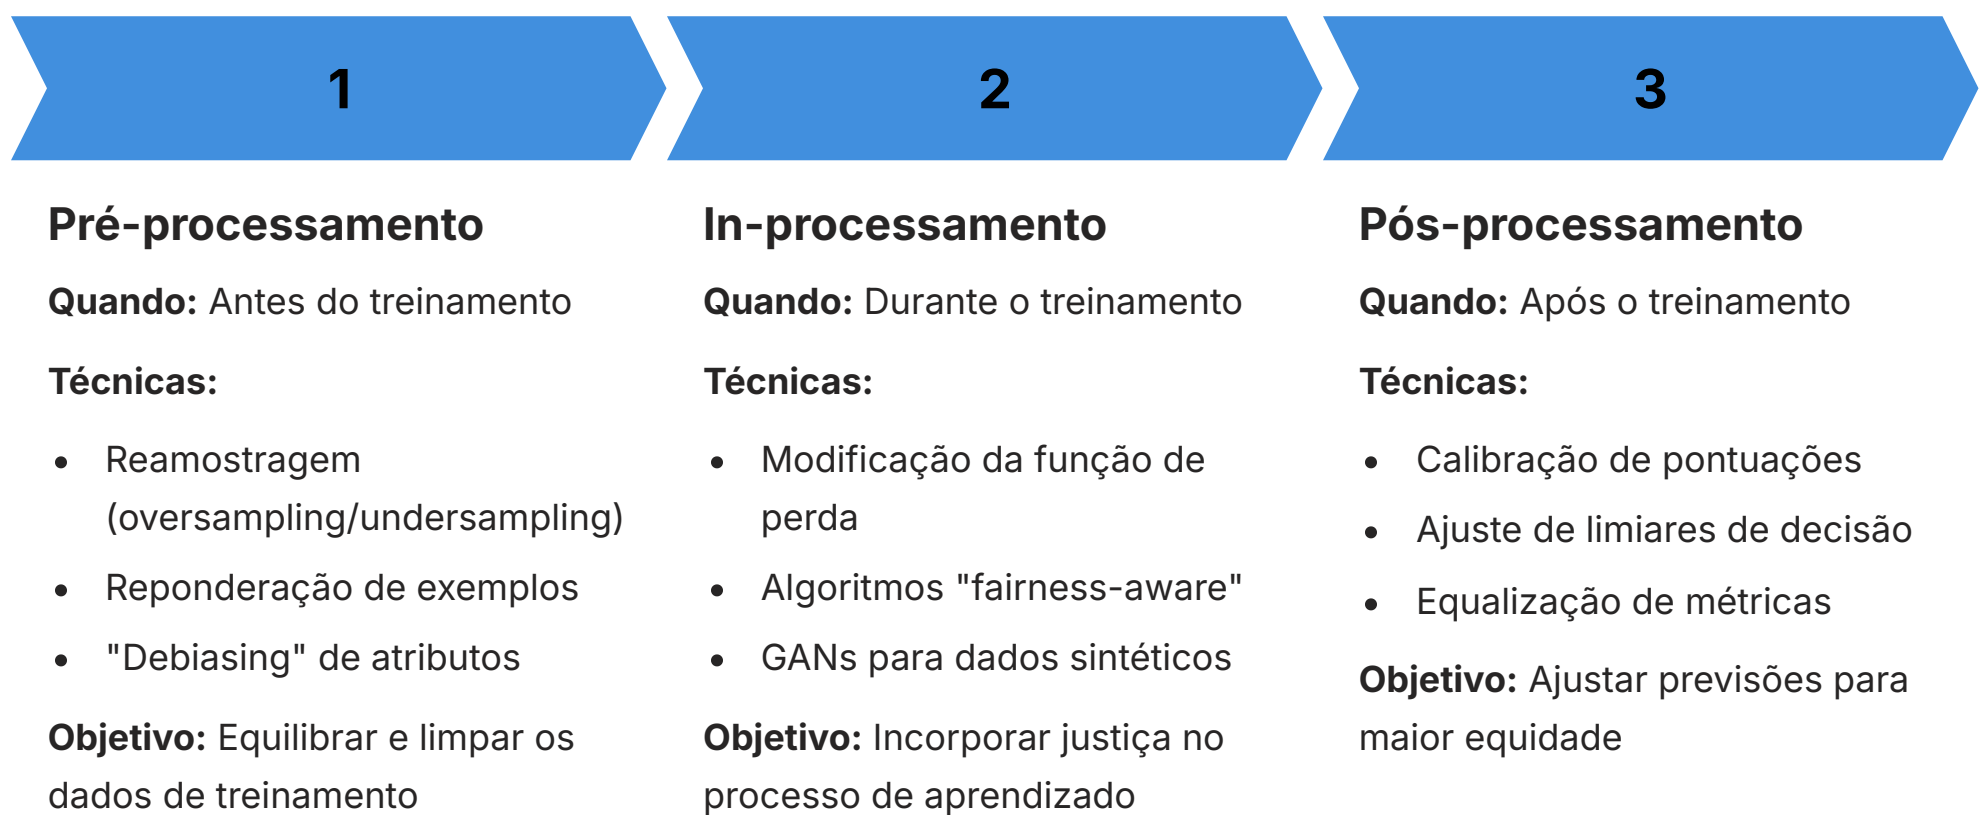 1
2
3
Pré-processamento
Quando: Antes do treinamento
Técnicas:
• Reamostragem
(oversampling/undersampling)
• Reponderação de exemplos
• "Debiasing" de atributos
Objetivo: Equilibrar e limpar os
dados de treinamento
In-processamento
Quando: Durante o treinamento
Técnicas:
• Modificação da função de
perda
• Algoritmos "fairness-aware"
• GANs para dados sintéticos
Objetivo: Incorporar justiça no
processo de aprendizado
Pós-processamento
Quando: Após o treinamento
Técnicas:
• Calibração de pontuações
• Ajuste de limiares de decisão
• Equalização de métricas
Objetivo: Ajustar previsões para
maior equidade